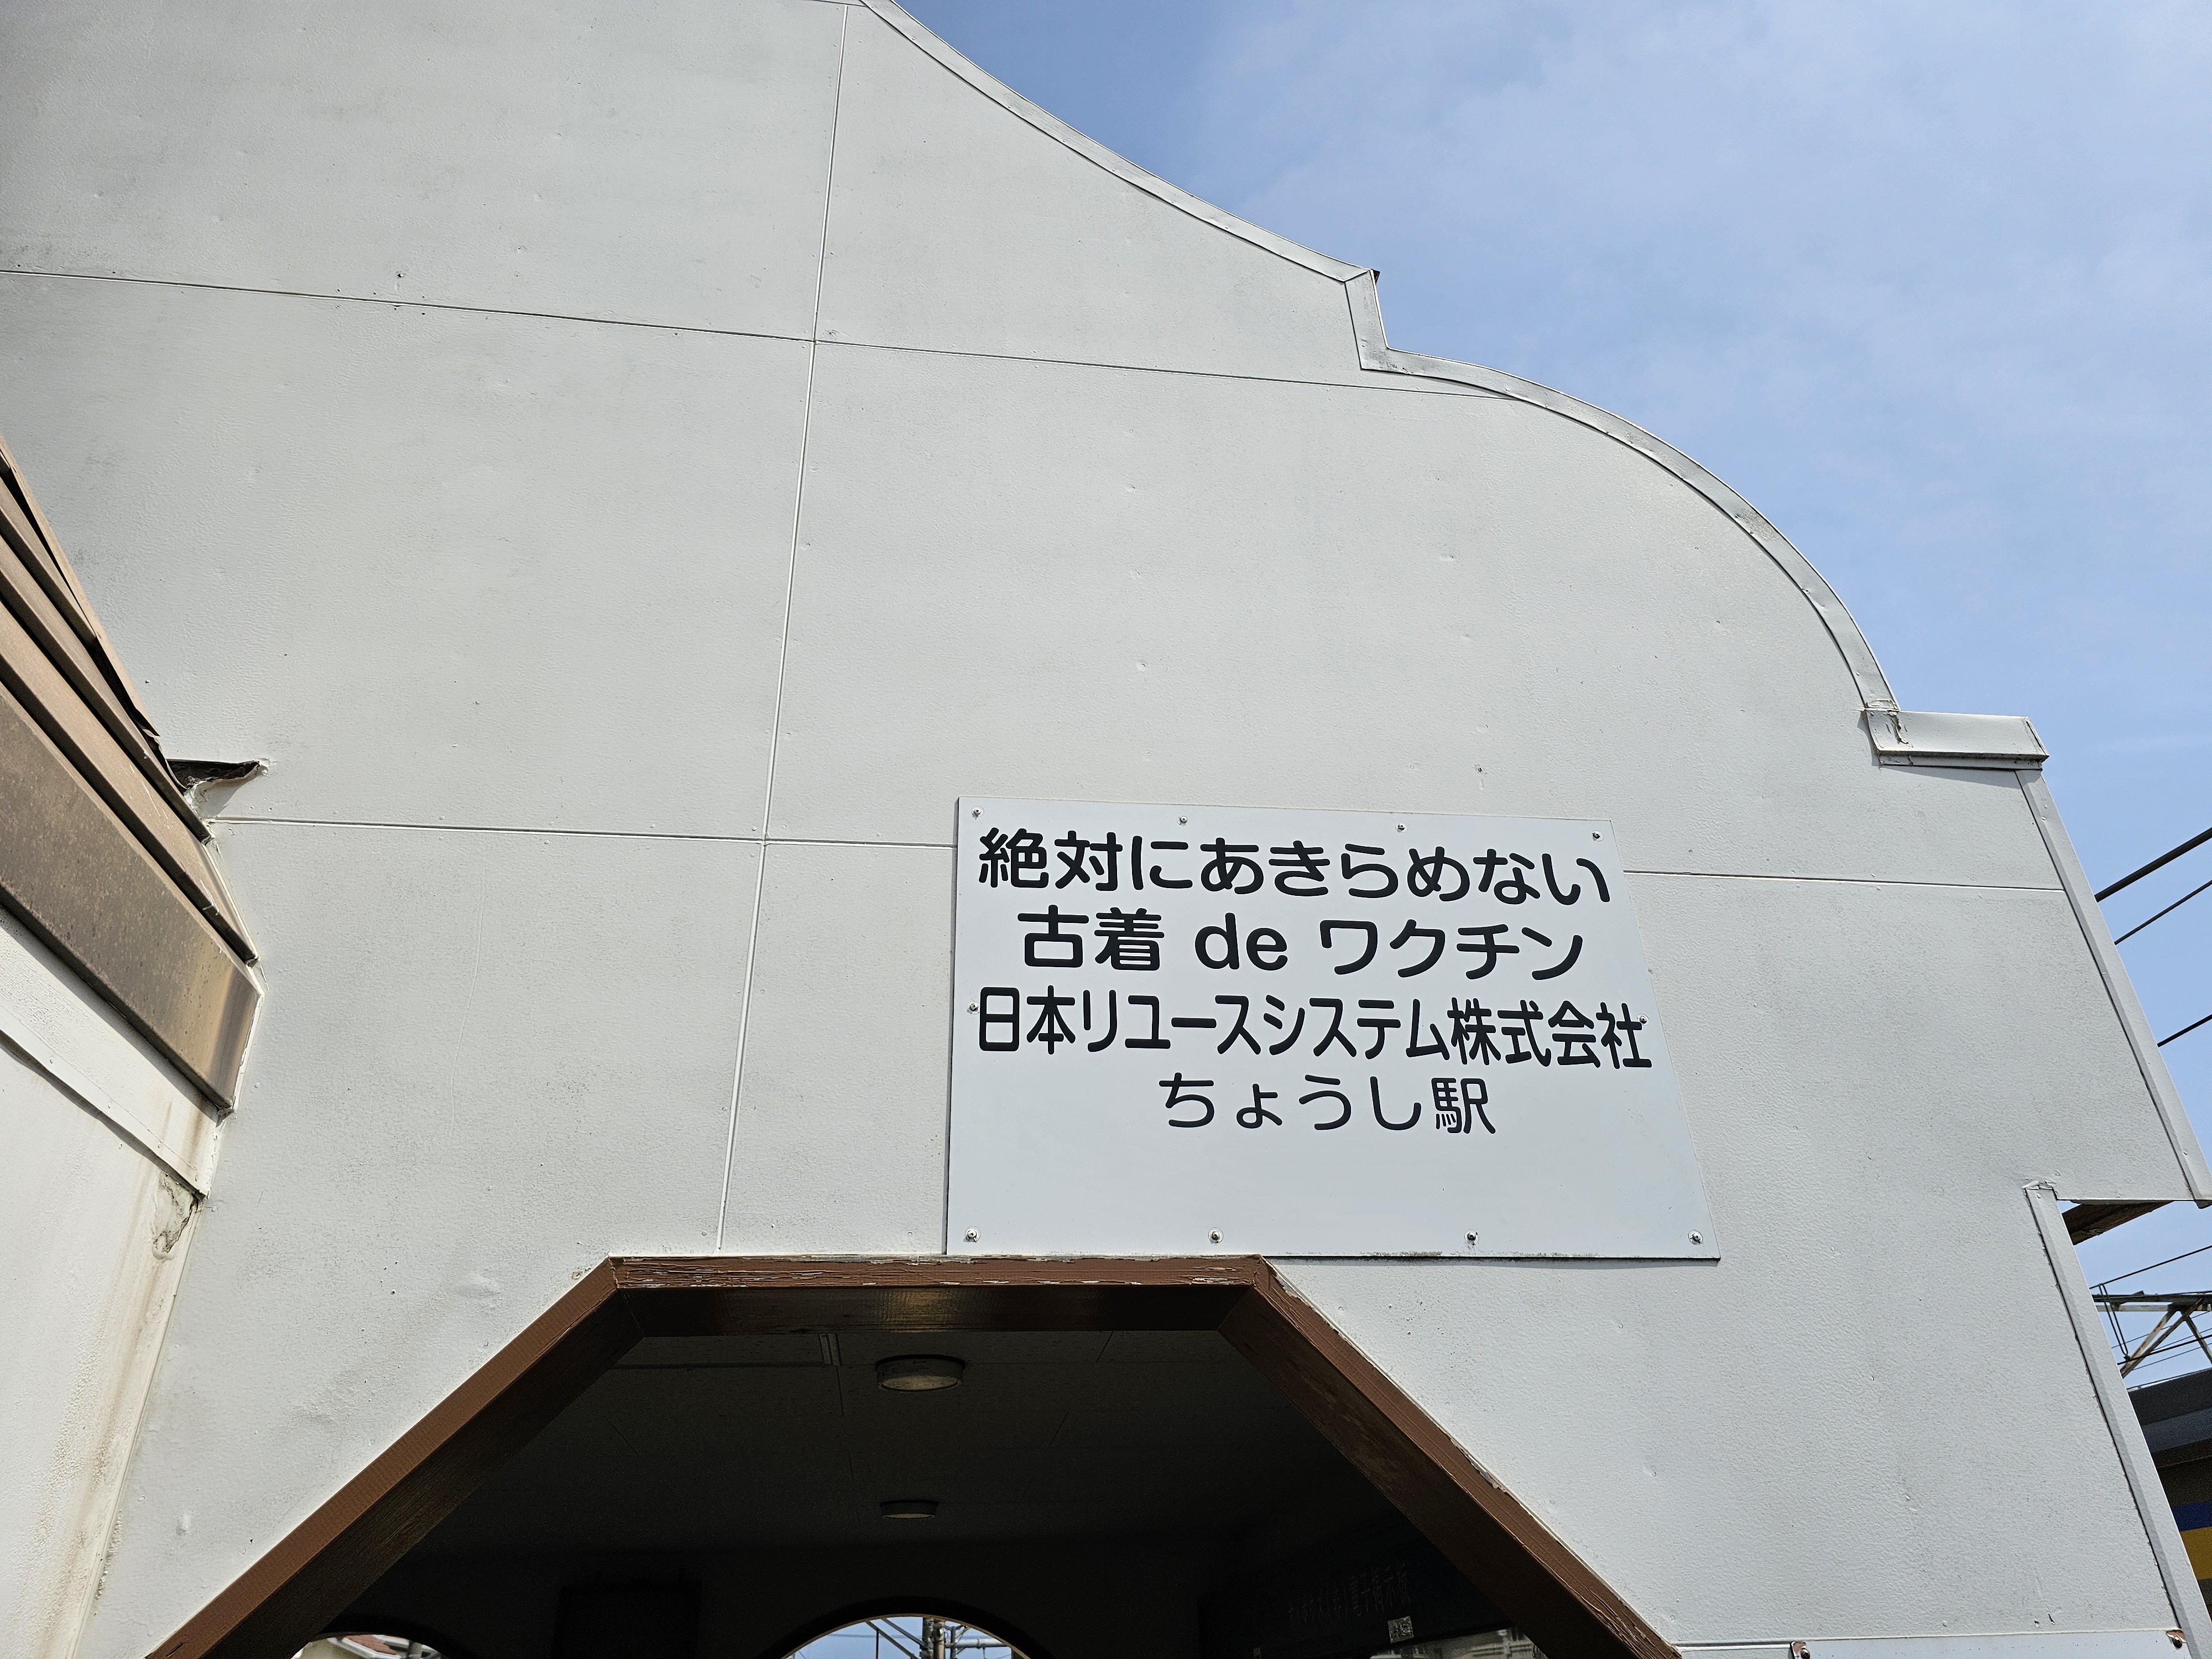 絶対にあきらめない
古着 de ワクチン
日本リユースシステム株式会社
ちょうし駅